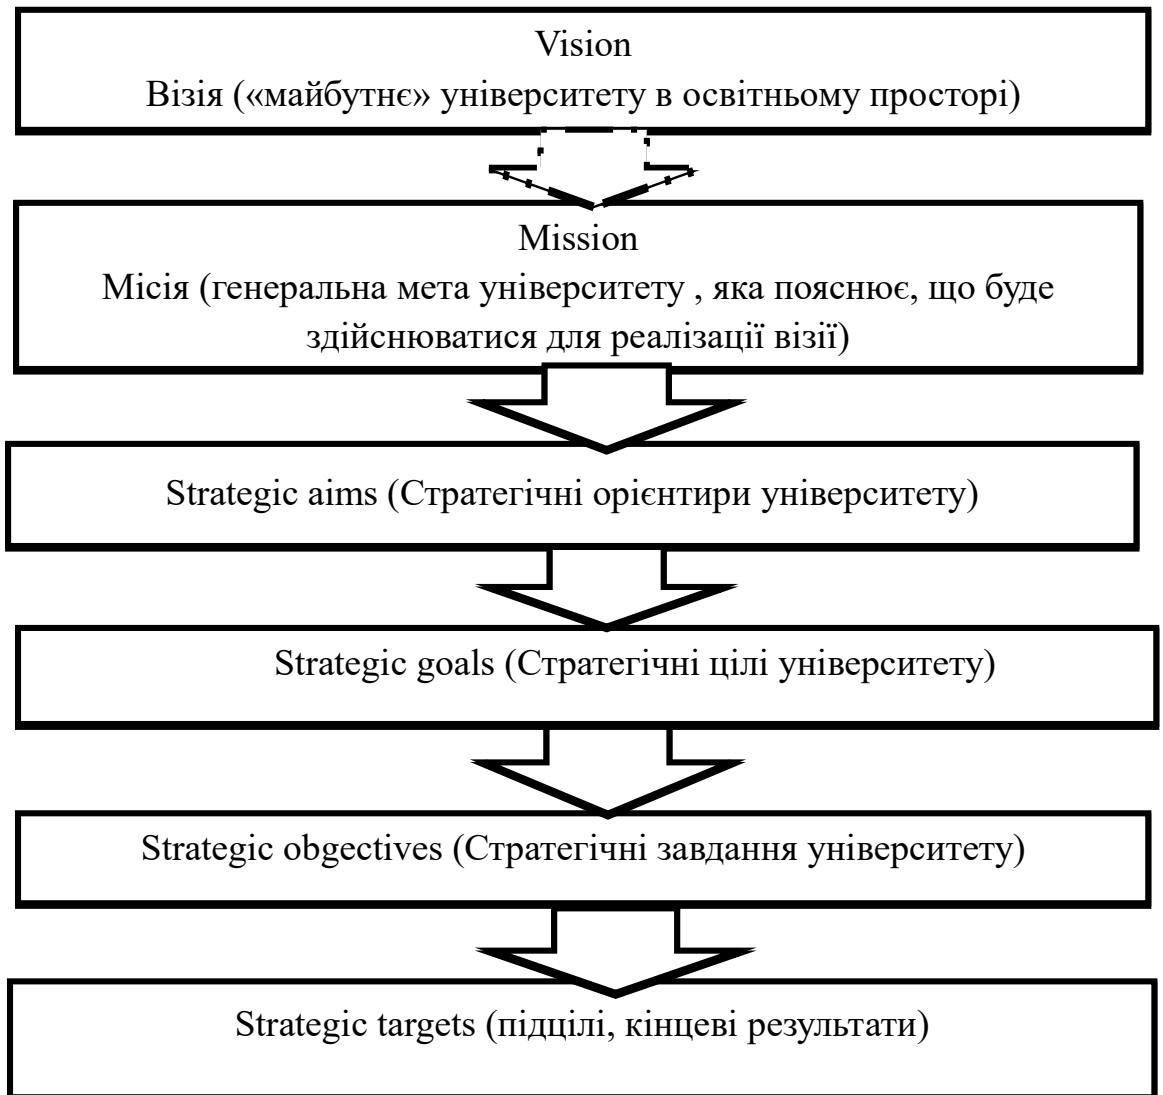 Vision
Візія («майбутнє» університету в освітньому просторі)
Mission
Місія (генеральна мета університету , яка пояснює, що буде
здійснюватися для реалізації візії)
Strategic aims (Стратегічні орієнтири університету)
Strategic goals (Стратегічні цілі університету)
Strategic obgectives (Стратегічні завдання університету)
Strategic targets (підцілі, кінцеві результати)